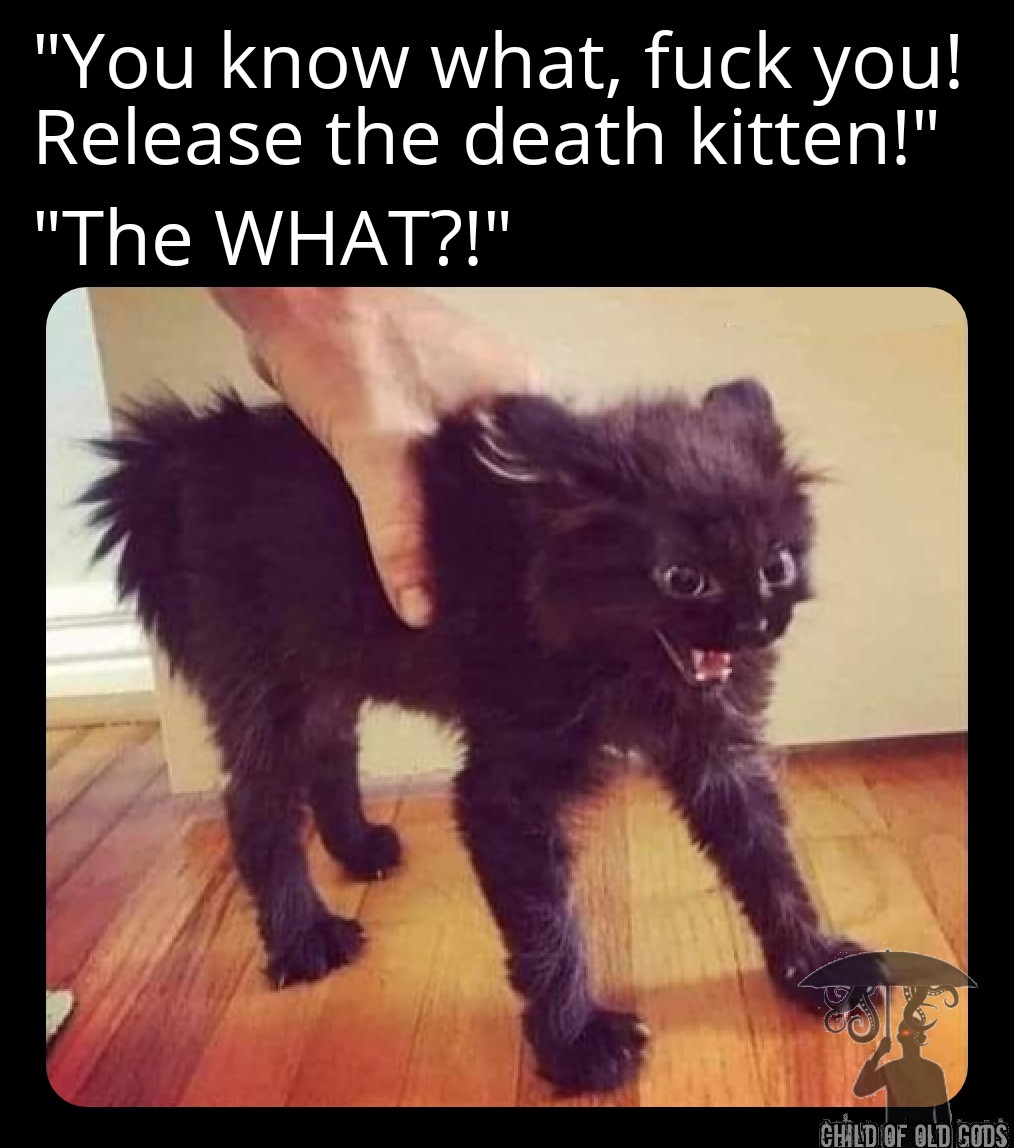 "You know what, fuck you!
Release the death kitten!"
"The WHAT?!"
CHILD OF OLD GODS